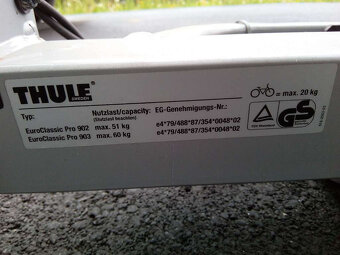 THULE
SWEDEN
Nutzlast/capacity: EG-Genehmigungs-Nr.:
Typ: (Stützlast beachten)
EuroClassic Pro 902 max. 51 kg e4*79/488*87/354*0048*02
EuroClassic Pro 903 max. 60 kg e4*79/488*87/354*0048*02
= max. 20 kg
GS